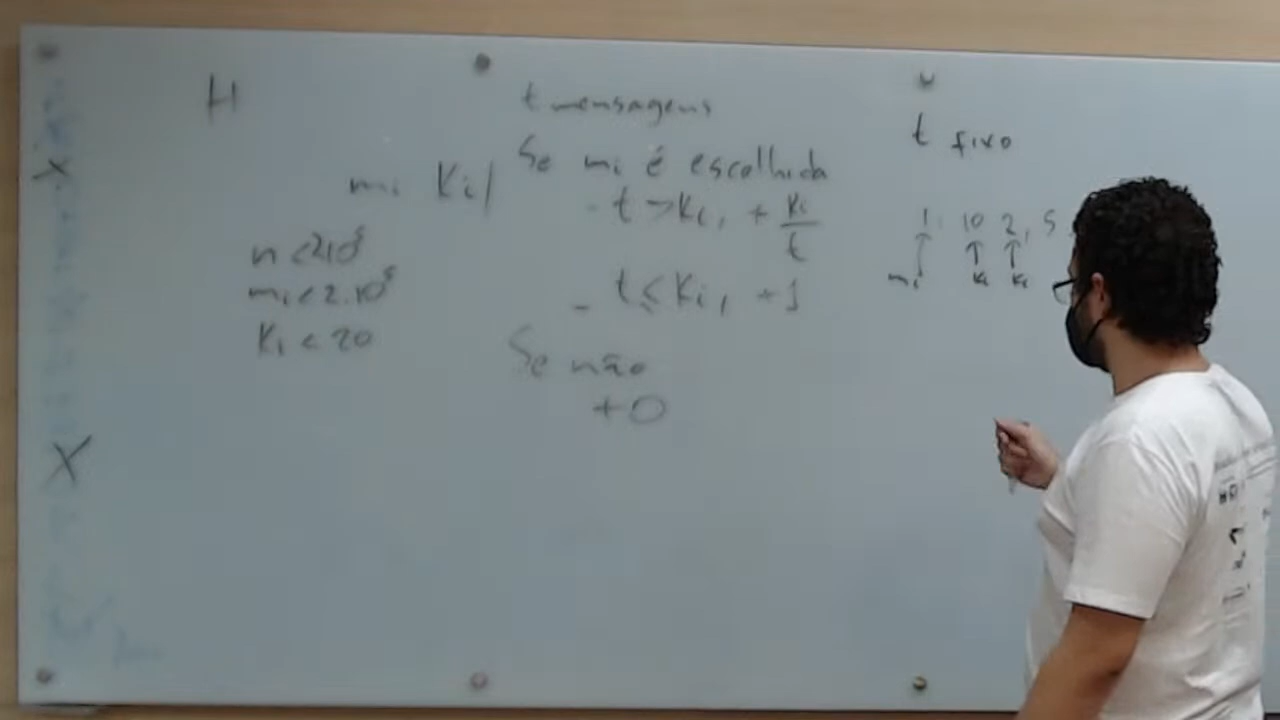 H
mi Ki/
n < 2.10⁵
mi < 2.10⁵
Ki < 20
t mensagens
Se mi é escolhida
- t > Ki, + Ki/t
- t ≤ Ki, +1
Se não
+0
t fixo
1, 10 2, 5
mi Ki Ki
X
X